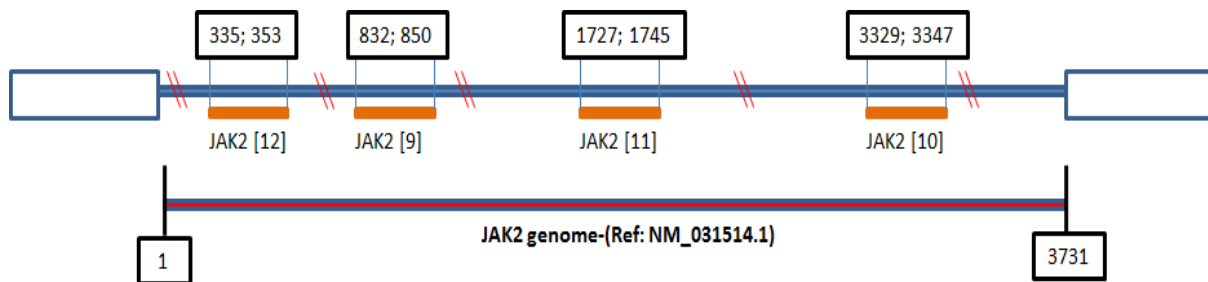 335; 353
832; 850
1727; 1745
3329; 3347
JAK2 [12]
JAK2 [9]
JAK2 [11]
JAK2 [10]
JAK2 genome-(Ref: NM_031514.1)
1
3731